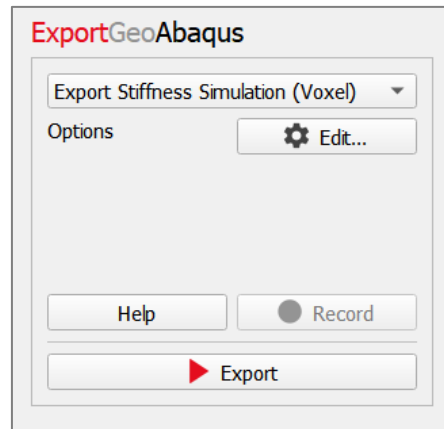 ExportGeoAbaqus
Export Stiffness Simulation (Voxel)
Options Edit...
Help Record
Export